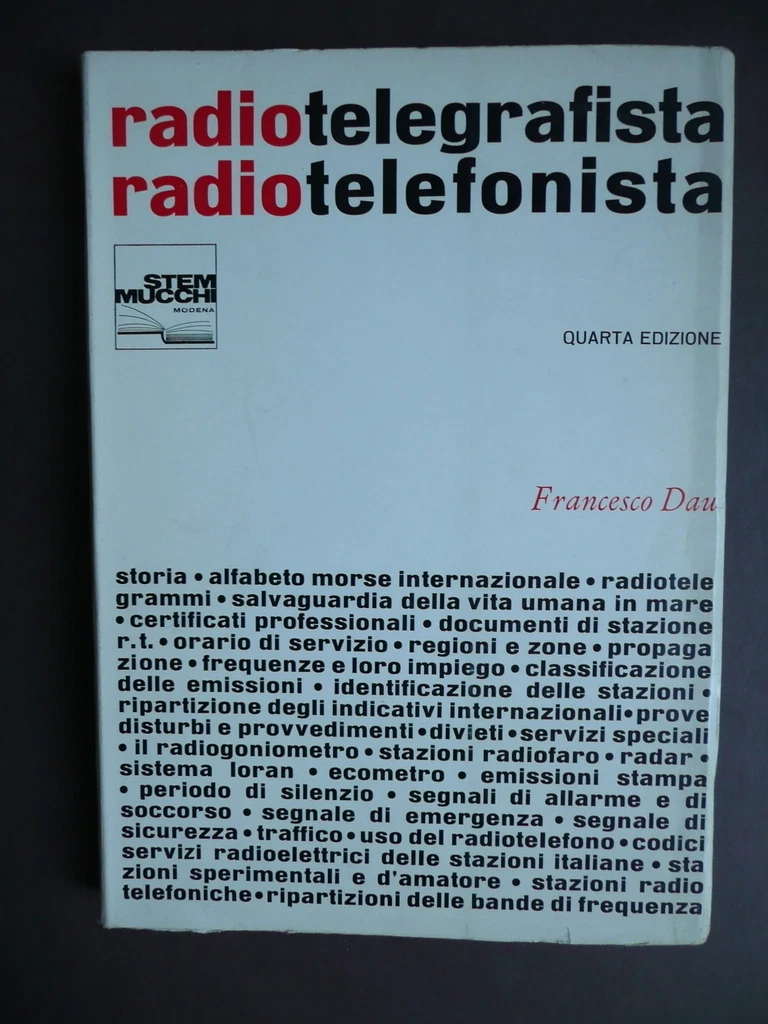 radiotelegrafista
radiotelefonista
STEM
MUCCHI
MODENA
QUARTA EDIZIONE
Francesco Dau
storia • alfabeto morse internazionale • radiotele
grammi • salvaguardia della vita umana in mare
• certificati professionali • documenti di stazione
r.t. • orario di servizio • regioni e zone • propaga
zione • frequenze e loro impiego • classificazione
delle emissioni • identificazione delle stazioni •
ripartizione degli indicativi internazionali • prove
disturbi e provvedimenti • divieti • servizi speciali
• il radiogoniometro • stazioni radiofaro • radar •
sistema loran • ecometro • emissioni stampa
• periodo di silenzio • segnali di allarme e di
soccorso • segnale di emergenza • segnale di
sicurezza • traffico • uso del radiotelefono • codici
servizi radioelettrici delle stazioni italiane • sta
zioni sperimentali e d'amatore • stazioni radio
telefoniche • ripartizioni delle bande di frequenza